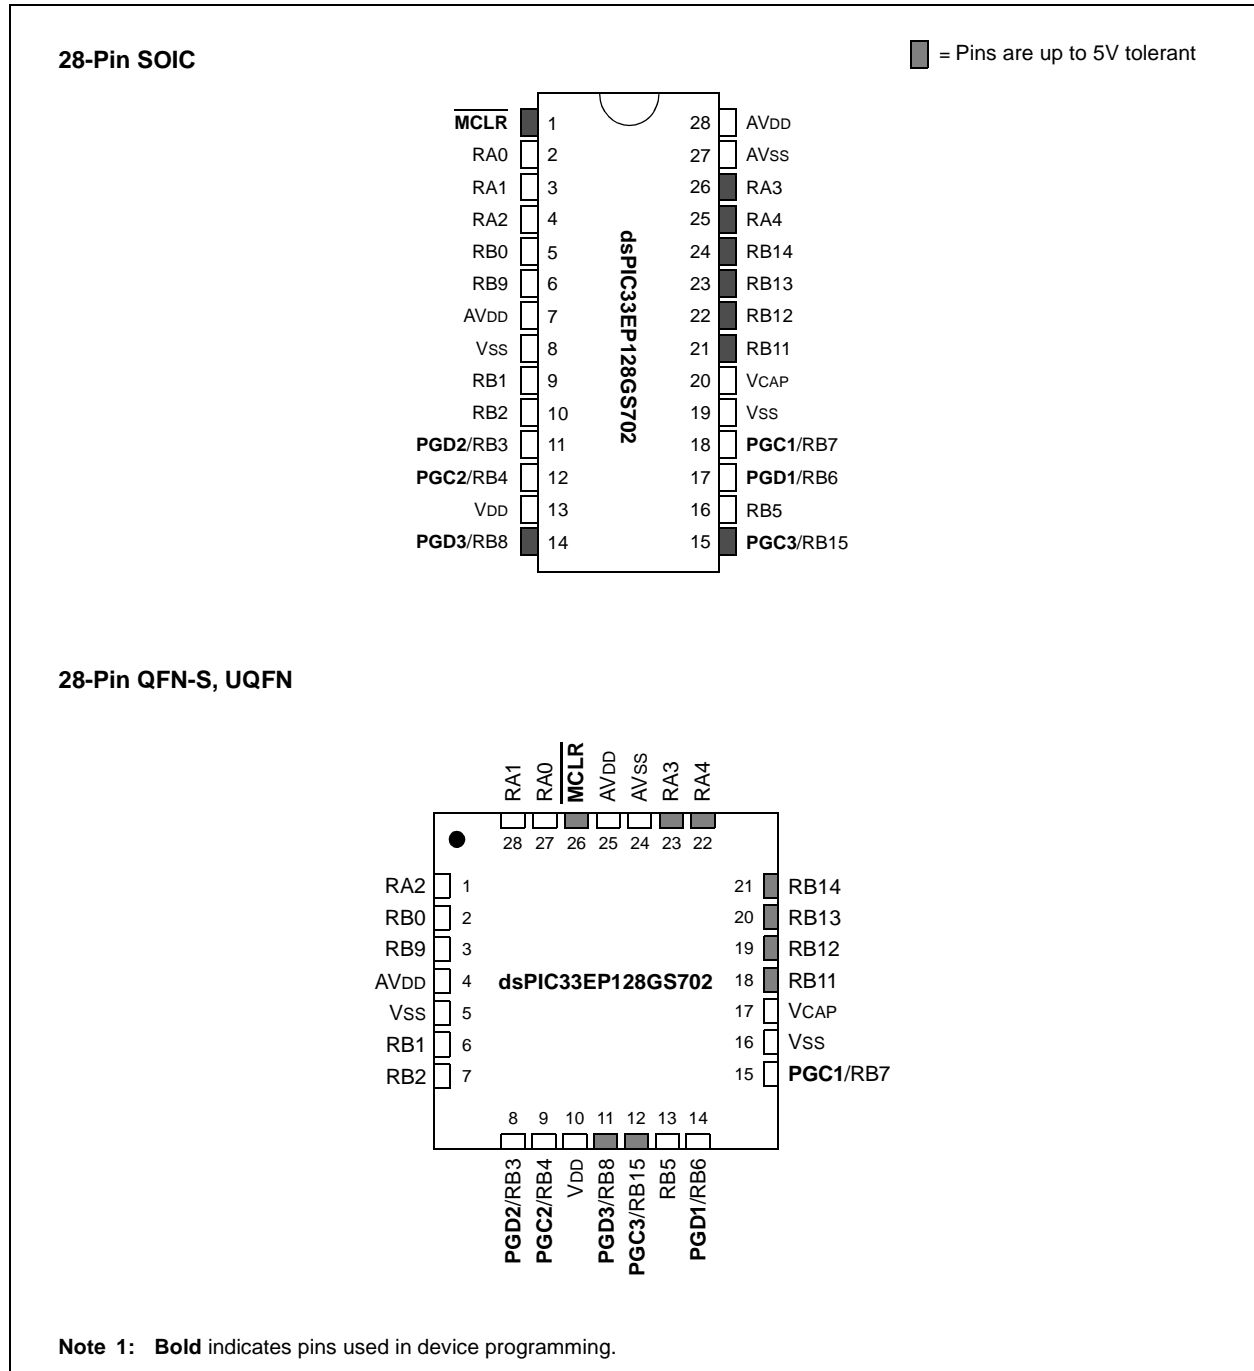 28-Pin SOIC
= Pins are up to 5V tolerant
MCLR 1 28 AVDD
RA0 2 27 AVSS
RA1 3 26 RA3
RA2 4 25 RA4
RB0 5 24 RB14
RB9 6 23 RB13
AVDD 7 22 RB12
VSS 8 21 RB11
RB1 9 20 VCAP
RB2 10 19 VSS
PGD2/RB3 11 18 PGC1/RB7
PGC2/RB4 12 17 PGD1/RB6
VDD 13 16 RB5
PGD3/RB8 14 15 PGC3/RB15
dsPIC33EP128GS702
28-Pin QFN-S, UQFN
RA1 RA0 MCLR AVDD AVSS RA3 RA4
28 27 26 25 24 23 22
RA2 1 21 RB14
RB0 2 20 RB13
RB9 3 19 RB12
AVDD 4 dsPIC33EP128GS702 18 RB11
VSS 5 17 VCAP
RB1 6 16 VSS
RB2 7 15 PGC1/RB7
8 9 10 11 12 13 14
PGD2/RB3 PGC2/RB4 VDD PGD3/RB8 PGC3/RB15 RB5 PGD1/RB6
Note 1: Bold indicates pins used in device programming.